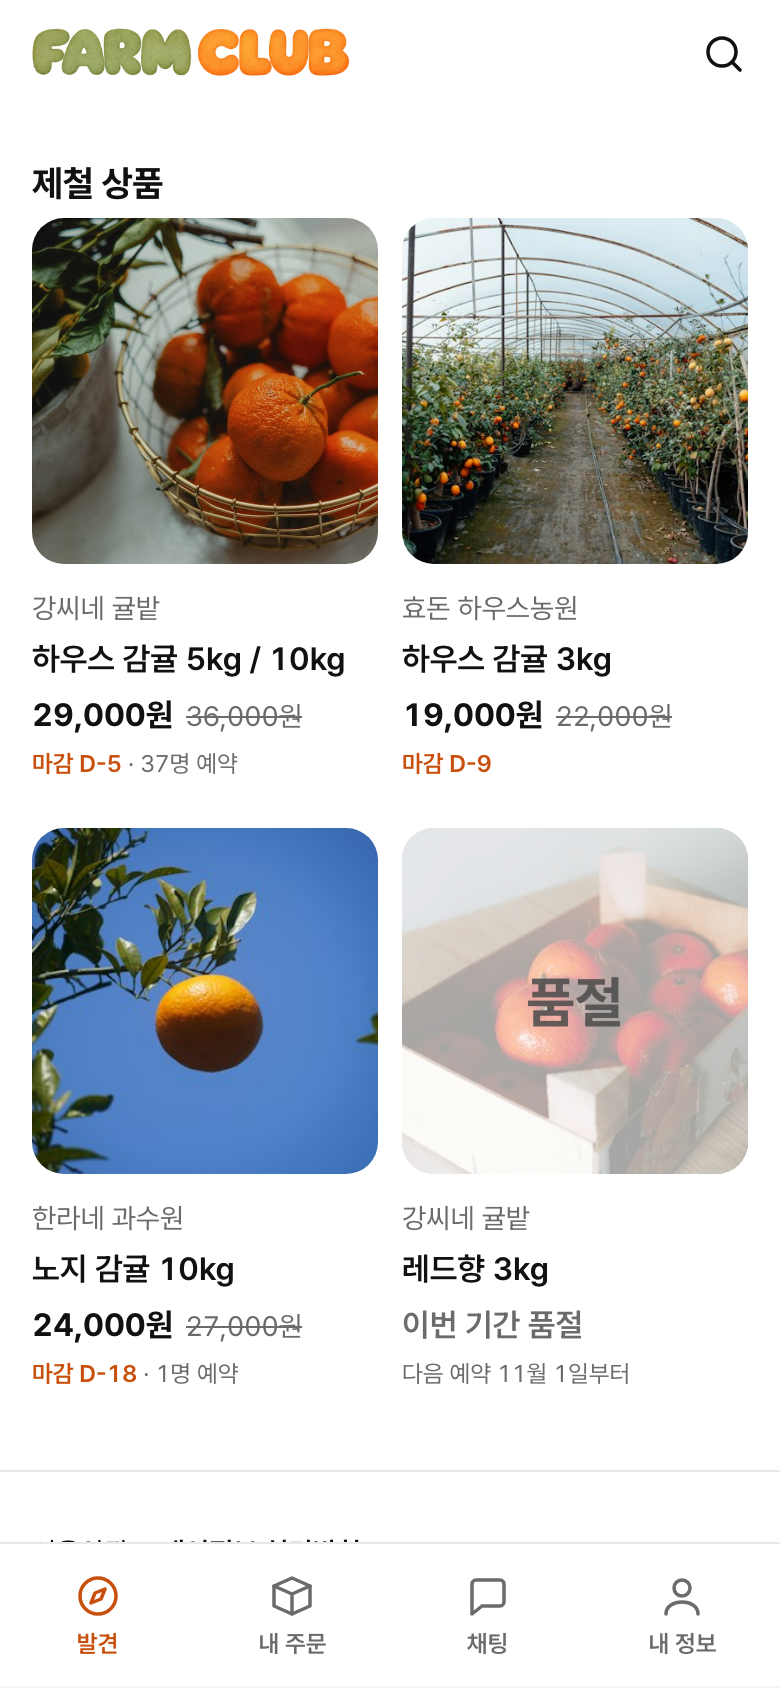 FARM CLUB
제철 상품
강씨네 귤밭
하우스 감귤 5kg / 10kg
29,000원 36,000원
마감 D-5 · 37명 예약
효돈 하우스농원
하우스 감귤 3kg
19,000원 22,000원
마감 D-9
한라네 과수원
노지 감귤 10kg
24,000원 27,000원
마감 D-18 · 1명 예약
품절
강씨네 귤밭
레드향 3kg
이번 기간 품절
다음 예약 11월 1일부터
발견
내 주문
채팅
내 정보